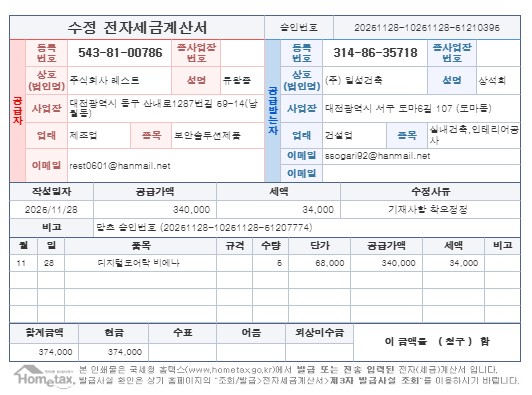 수정 전자세금계산서 승인번호 20261128-10261128-61210396
공급자
등록번호 543-81-00786 종사업장번호
상호(법인명) 주식회사 레스트 성명 류왕즐
사업장 대전광역시 동구 산내로1287번길 69-14(낭월동)
업태 제조업 종목 보안솔루션제품
이메일 rest0601@hanmail.net
공급받는자
등록번호 314-86-35718 종사업장번호
상호(법인명) (주) 일성건축 성명 상석회
사업장 대전광역시 서구 도마6길 107 (도마동)
업태 건설업 종목 실내건축,인테리어공사
이메일 ssogari92@hanmail.net
이메일
작성일자 공급가액 세액 수정사유
2026/11/28 340,000 34,000 기재사항 착오정정
비고 당초 승인번호 (20261128-10261128-61207774)
월 일 품목 규격 수량 단가 공급가액 세액 비고
11 28 디지털도어락 비에나 5 68,000 340,000 34,000
합계금액 현금 수표 어음 외상미수금 이 금액을 ( 청구 ) 함
374,000 374,000
Hometax. 본 인쇄물은 국세청 홈택스(www.hometax.go.kr)에서 발급 또는 전송 입력된 전자(세금)계산서 입니다.
발급사실 확인은 상기 홈페이지의 "조회/발급>전자세금계산서>제3자 발급사실 조회"를 이용하시기 바랍니다.